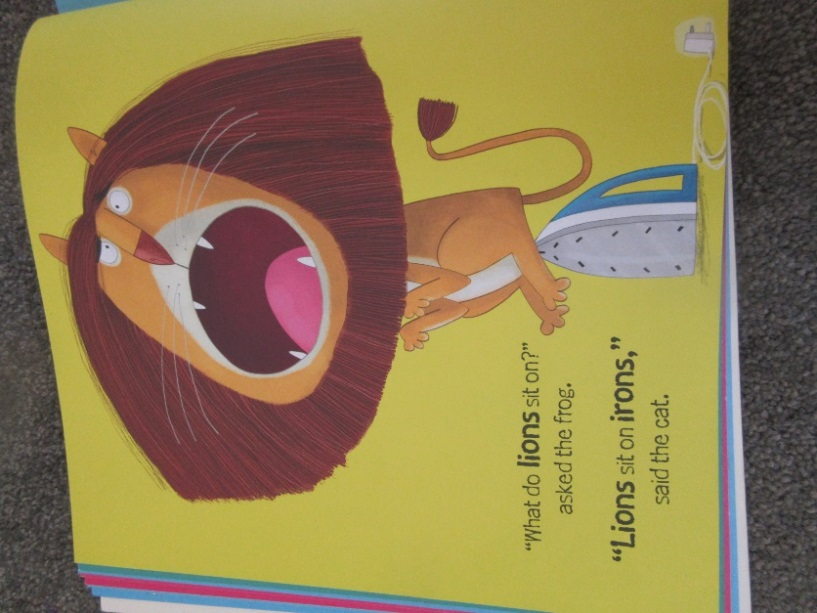 “What do lions sit on?”
asked the frog.
“Lions sit on irons,”
said the cat.